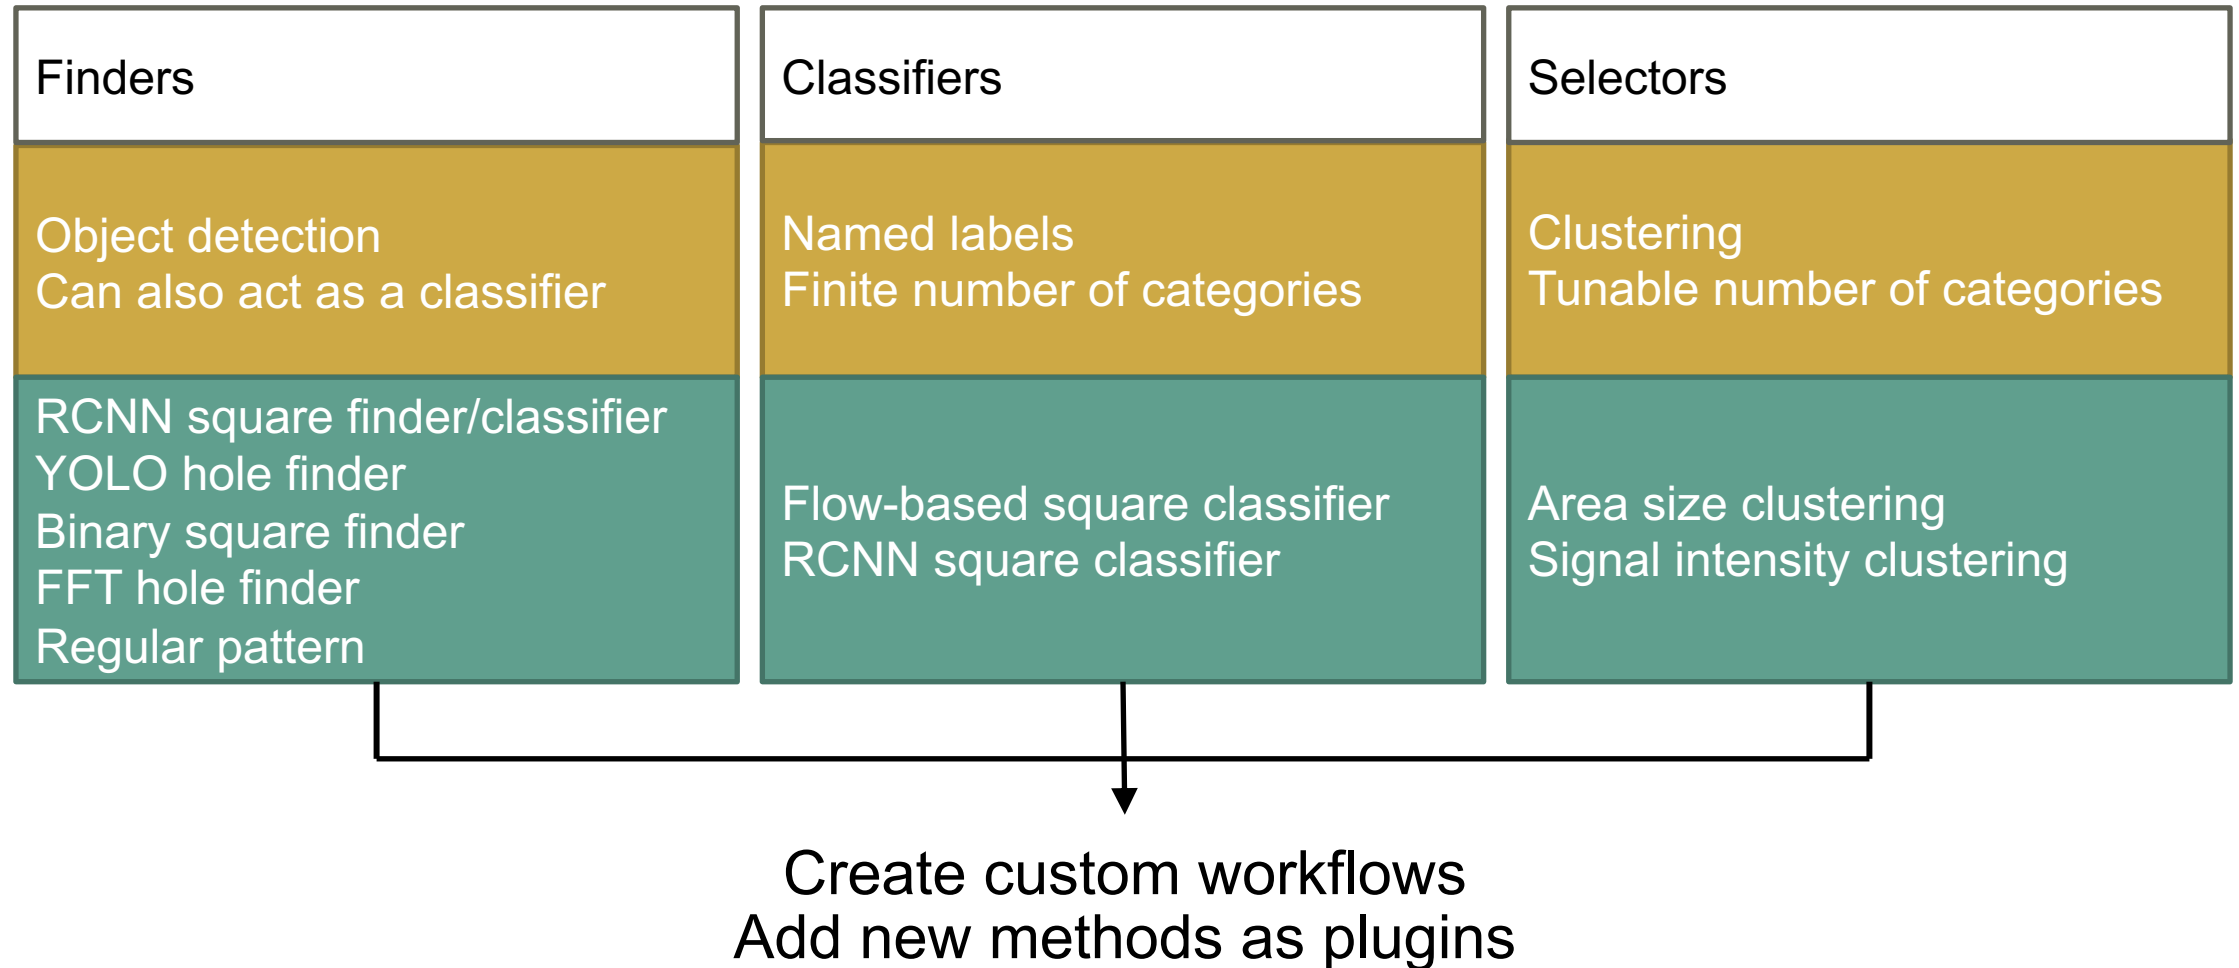 Finders
Object detection
Can also act as a classifier
RCNN square finder/classifier
YOLO hole finder
Binary square finder
FFT hole finder
Regular pattern
Classifiers
Named labels
Finite number of categories
Flow-based square classifier
RCNN square classifier
Selectors
Clustering
Tunable number of categories
Area size clustering
Signal intensity clustering
Create custom workflows
Add new methods as plugins